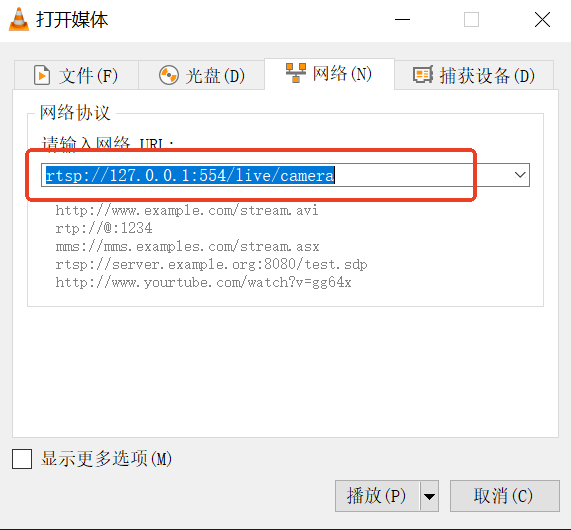 打开媒体
文件(F) 光盘(D) 网络(N) 捕获设备(D)
网络协议
请输入网络 URL:
rtsp://127.0.0.1:554/live/camera
http://www.example.com/stream.avi
rtp://@:1234
mms://mms.examples.com/stream.asx
rtsp://server.example.org:8080/test.sdp
http://www.yourtube.com/watch?v=gg64x
显示更多选项(M)
播放(P) 取消(C)